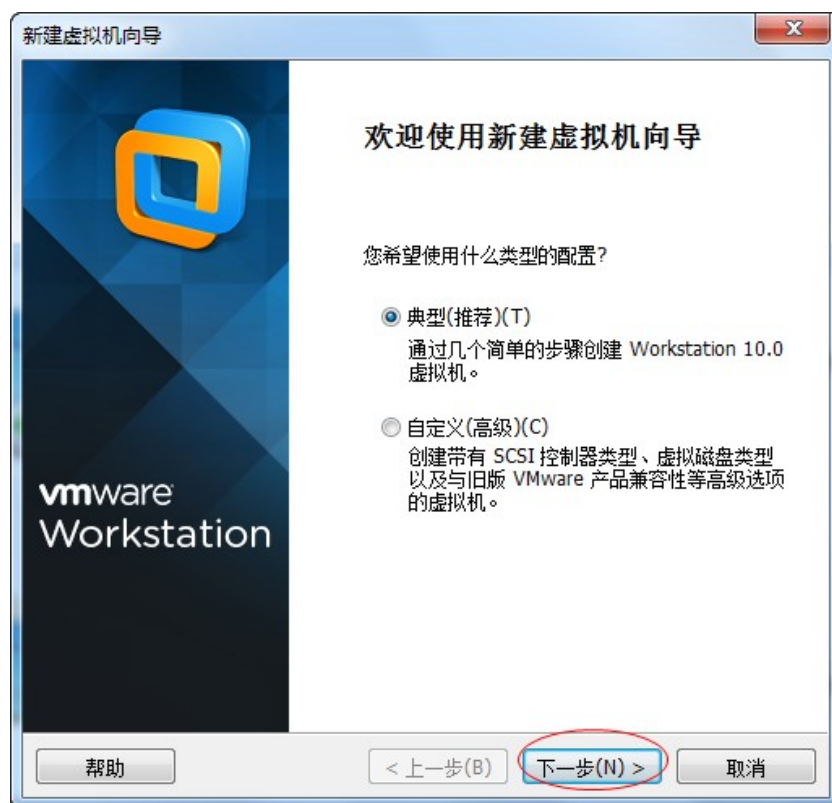 新建虚拟机向导
欢迎使用新建虚拟机向导
您希望使用什么类型的配置?
典型(推荐)(T)
通过几个简单的步骤创建 Workstation 10.0
虚拟机。
自定义(高级)(C)
创建带有 SCSI 控制器类型、虚拟磁盘类型
以及与旧版 VMware 产品兼容性等高级选项
的虚拟机。
vmware
Workstation
帮助
< 上一步(B)
下一步(N) >
取消